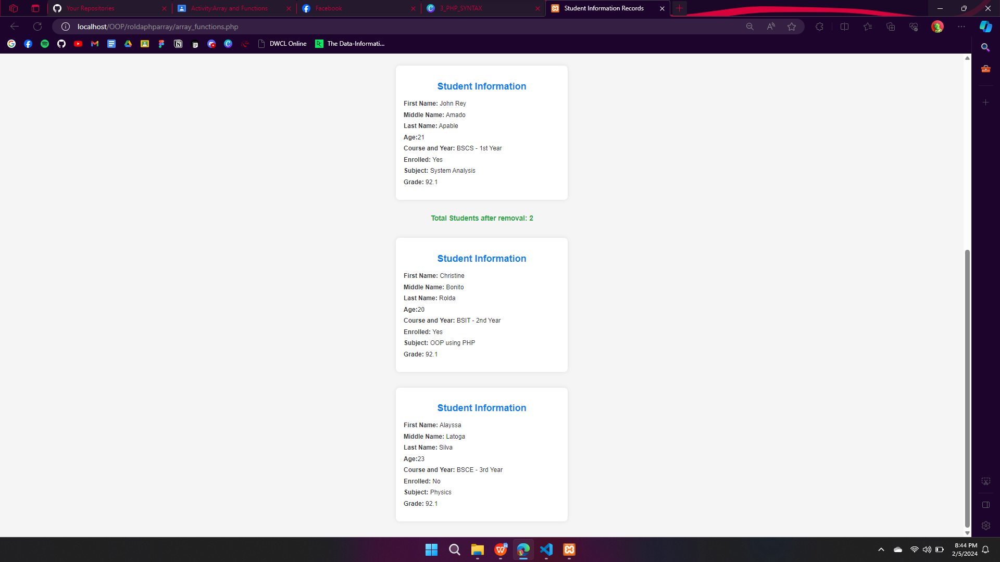 Your Repositories
Activity:Array and Functions
Facebook
3_PHP_SYNTAX
Student Information Records
localhost/OOP/roldaphparray/array_functions.php
DWCL Online
The Data-Informati...
Student Information
First Name: John Rey
Middle Name: Amado
Last Name: Apable
Age:21
Course and Year: BSCS - 1st Year
Enrolled: Yes
Subject: System Analysis
Grade: 92.1
Total Students after removal: 2
Student Information
First Name: Christine
Middle Name: Bonito
Last Name: Rolda
Age:20
Course and Year: BSIT - 2nd Year
Enrolled: Yes
Subject: OOP using PHP
Grade: 92.1
Student Information
First Name: Alayssa
Middle Name: Latoga
Last Name: Silva
Age:23
Course and Year: BSCE - 3rd Year
Enrolled: No
Subject: Physics
Grade: 92.1
8:44 PM
2/5/2024